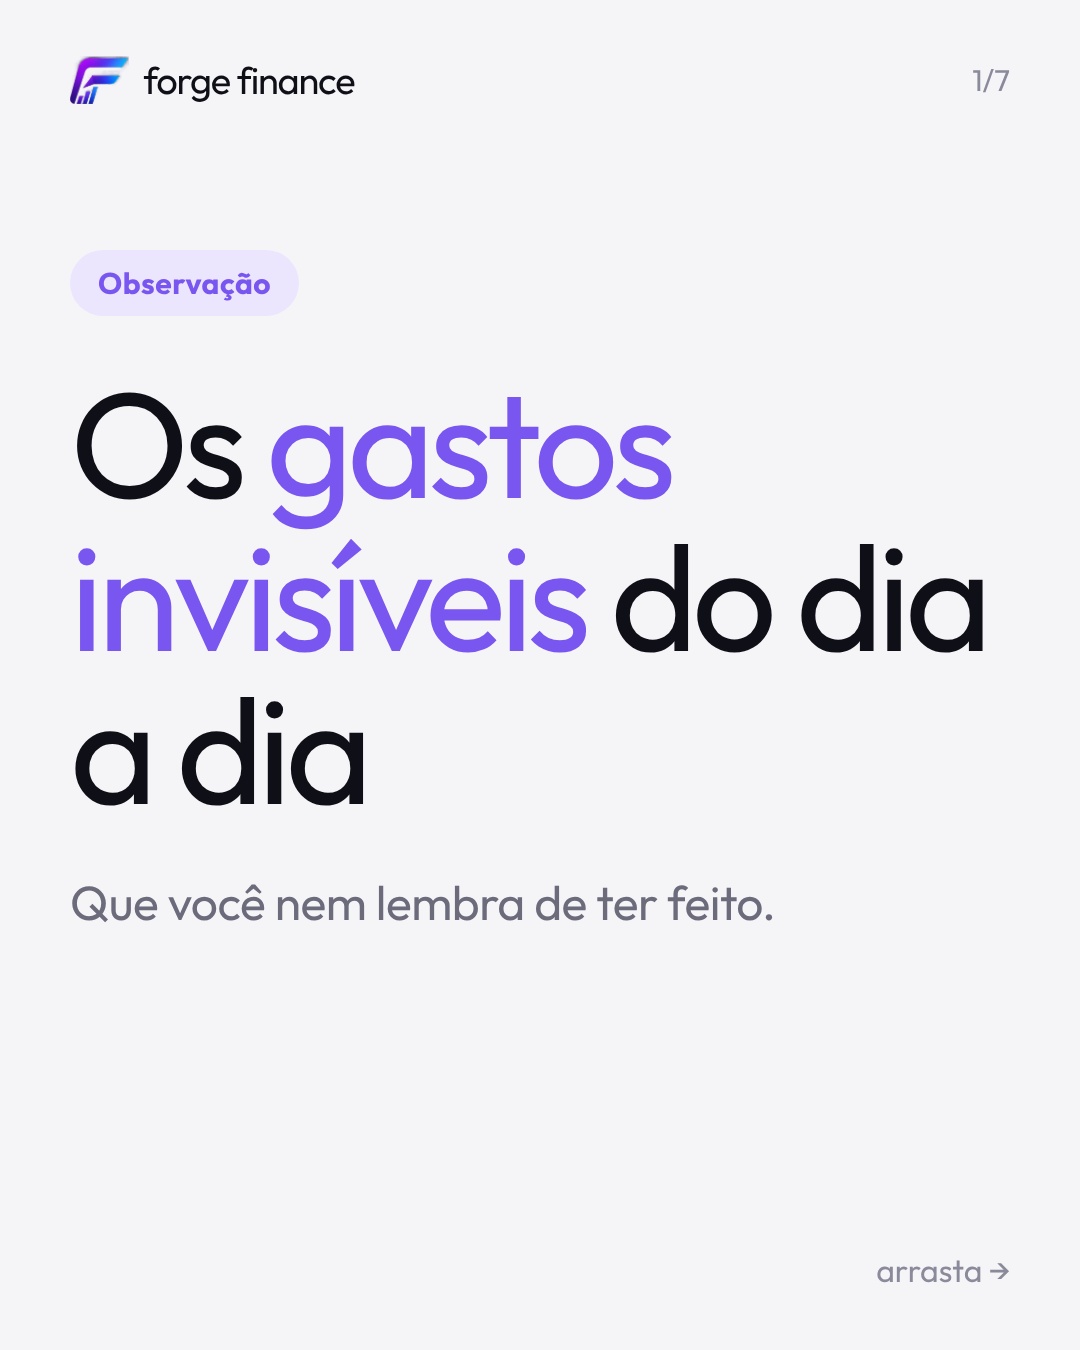 forge finance
1/7
Observação
Os gastos
invisíveis do dia
a dia
Que você nem lembra de ter feito.
arrasta →